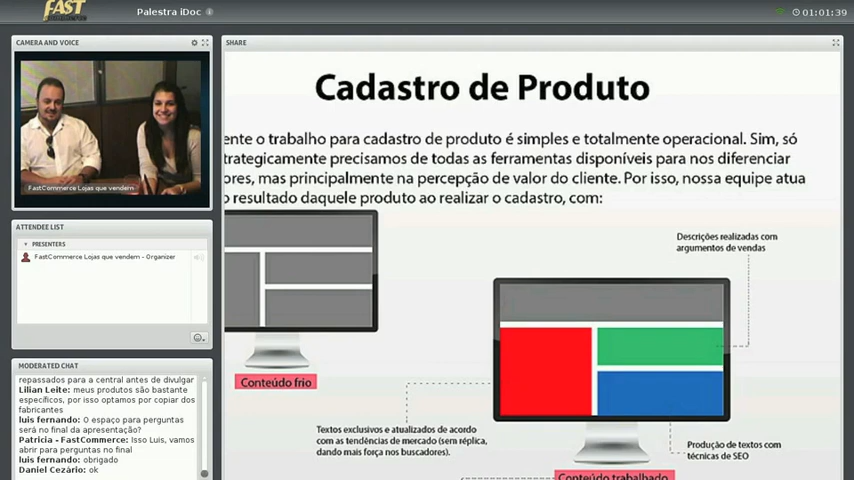 FAST
Palestra iDoc
01:01:39
CAMERA AND VOICE
FastCommerce Lojas que vendem
ATTENDEE LIST
PRESENTERS
FastCommerce Lojas que vendem - Organizer
MODERATED CHAT
repassados para a central antes de divulgar
Lilian Leite: meus produtos são bastante
específicos, por isso optamos por copiar dos
fabricantes
luis fernando: O espaço para perguntas
será no final da apresentação?
Patricia - FastCommerce: Isso Luis, vamos
abrir para perguntas no final
luis fernando: obrigado
Daniel Cezário: ok
SHARE
Cadastro de Produto
ente o trabalho para cadastro de produto é simples e totalmente operacional. Sim, só
trategicamente precisamos de todas as ferramentas disponíveis para nos diferenciar
ores, mas principalmente na percepção de valor do cliente. Por isso, nossa equipe atua
o resultado daquele produto ao realizar o cadastro, com:
Descrições realizadas com
argumentos de vendas
Conteúdo frio
Textos exclusivos e atualizados de acordo
com as tendências de mercado (sem réplica,
dando mais força nos buscadores).
Produção de textos com
técnicas de SEO
Conteúdo trabalhado